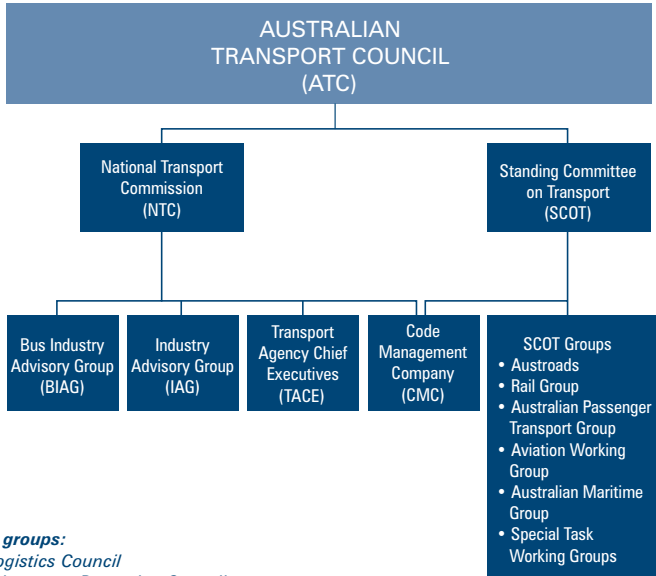 AUSTRALIAN
TRANSPORT COUNCIL
(ATC)
National Transport
Commission
(NTC)
Standing Committee
on Transport
(SCOT)
Bus Industry
Advisory Group
(BIAG)
Industry
Advisory Group
(IAG)
Transport
Agency Chief
Executives
(TACE)
Code
Management
Company
(CMC)
SCOT Groups
• Austroads
• Rail Group
• Australian Passenger
Transport Group
• Aviation Working
Group
• Australian Maritime
Group
• Special Task
Working Groups
groups:
ogistics Council